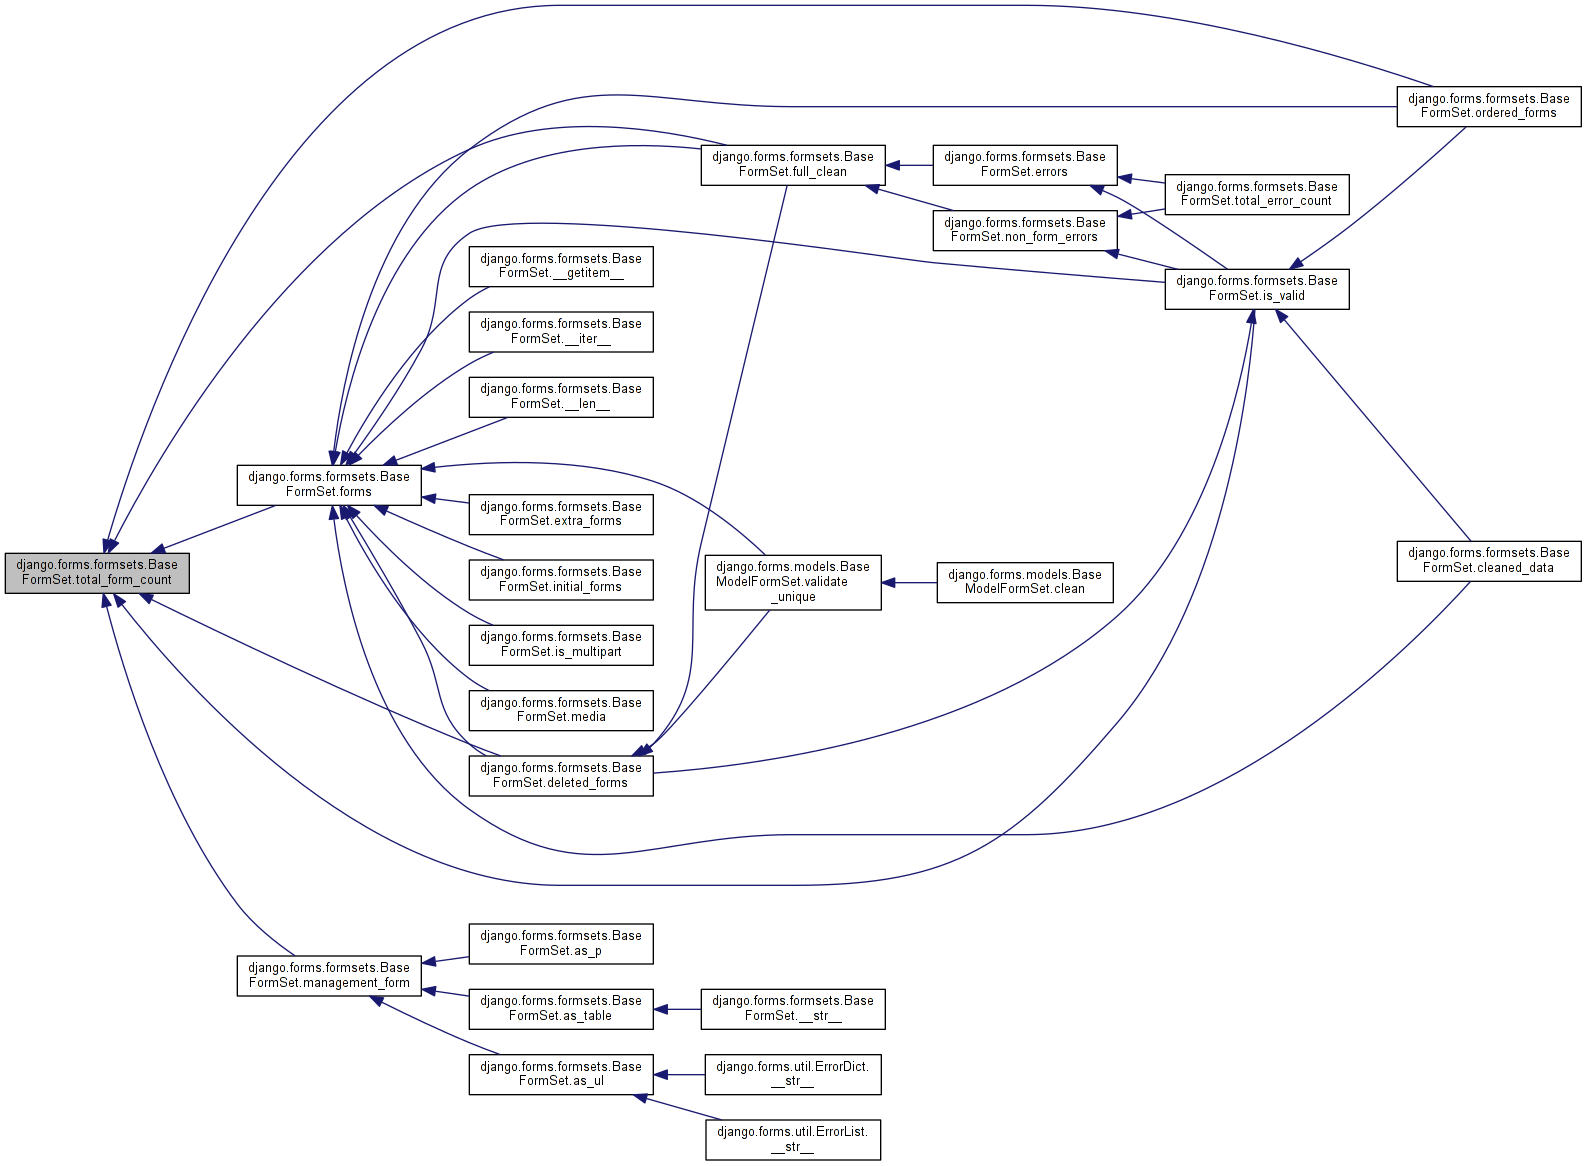 django.forms.formsets.Base
FormSet.ordered_forms
django.forms.formsets.Base
FormSet.full_clean
django.forms.formsets.Base
FormSet.errors
django.forms.formsets.Base
FormSet.total_error_count
django.forms.formsets.Base
FormSet.non_form_errors
django.forms.formsets.Base
FormSet.__getitem__
django.forms.formsets.Base
FormSet.is_valid
django.forms.formsets.Base
FormSet.__iter__
django.forms.formsets.Base
FormSet.__len__
django.forms.formsets.Base
FormSet.forms
django.forms.formsets.Base
FormSet.extra_forms
django.forms.formsets.Base
FormSet.total_form_count
django.forms.formsets.Base
FormSet.initial_forms
django.forms.models.Base
ModelFormSet.validate
_unique
django.forms.models.Base
ModelFormSet.clean
django.forms.formsets.Base
FormSet.cleaned_data
django.forms.formsets.Base
FormSet.is_multipart
django.forms.formsets.Base
FormSet.media
django.forms.formsets.Base
FormSet.deleted_forms
django.forms.formsets.Base
FormSet.as_p
django.forms.formsets.Base
FormSet.management_form
django.forms.formsets.Base
FormSet.as_table
django.forms.formsets.Base
FormSet.__str__
django.forms.formsets.Base
FormSet.as_ul
django.forms.util.ErrorDict.
__str__
django.forms.util.ErrorList.
__str__